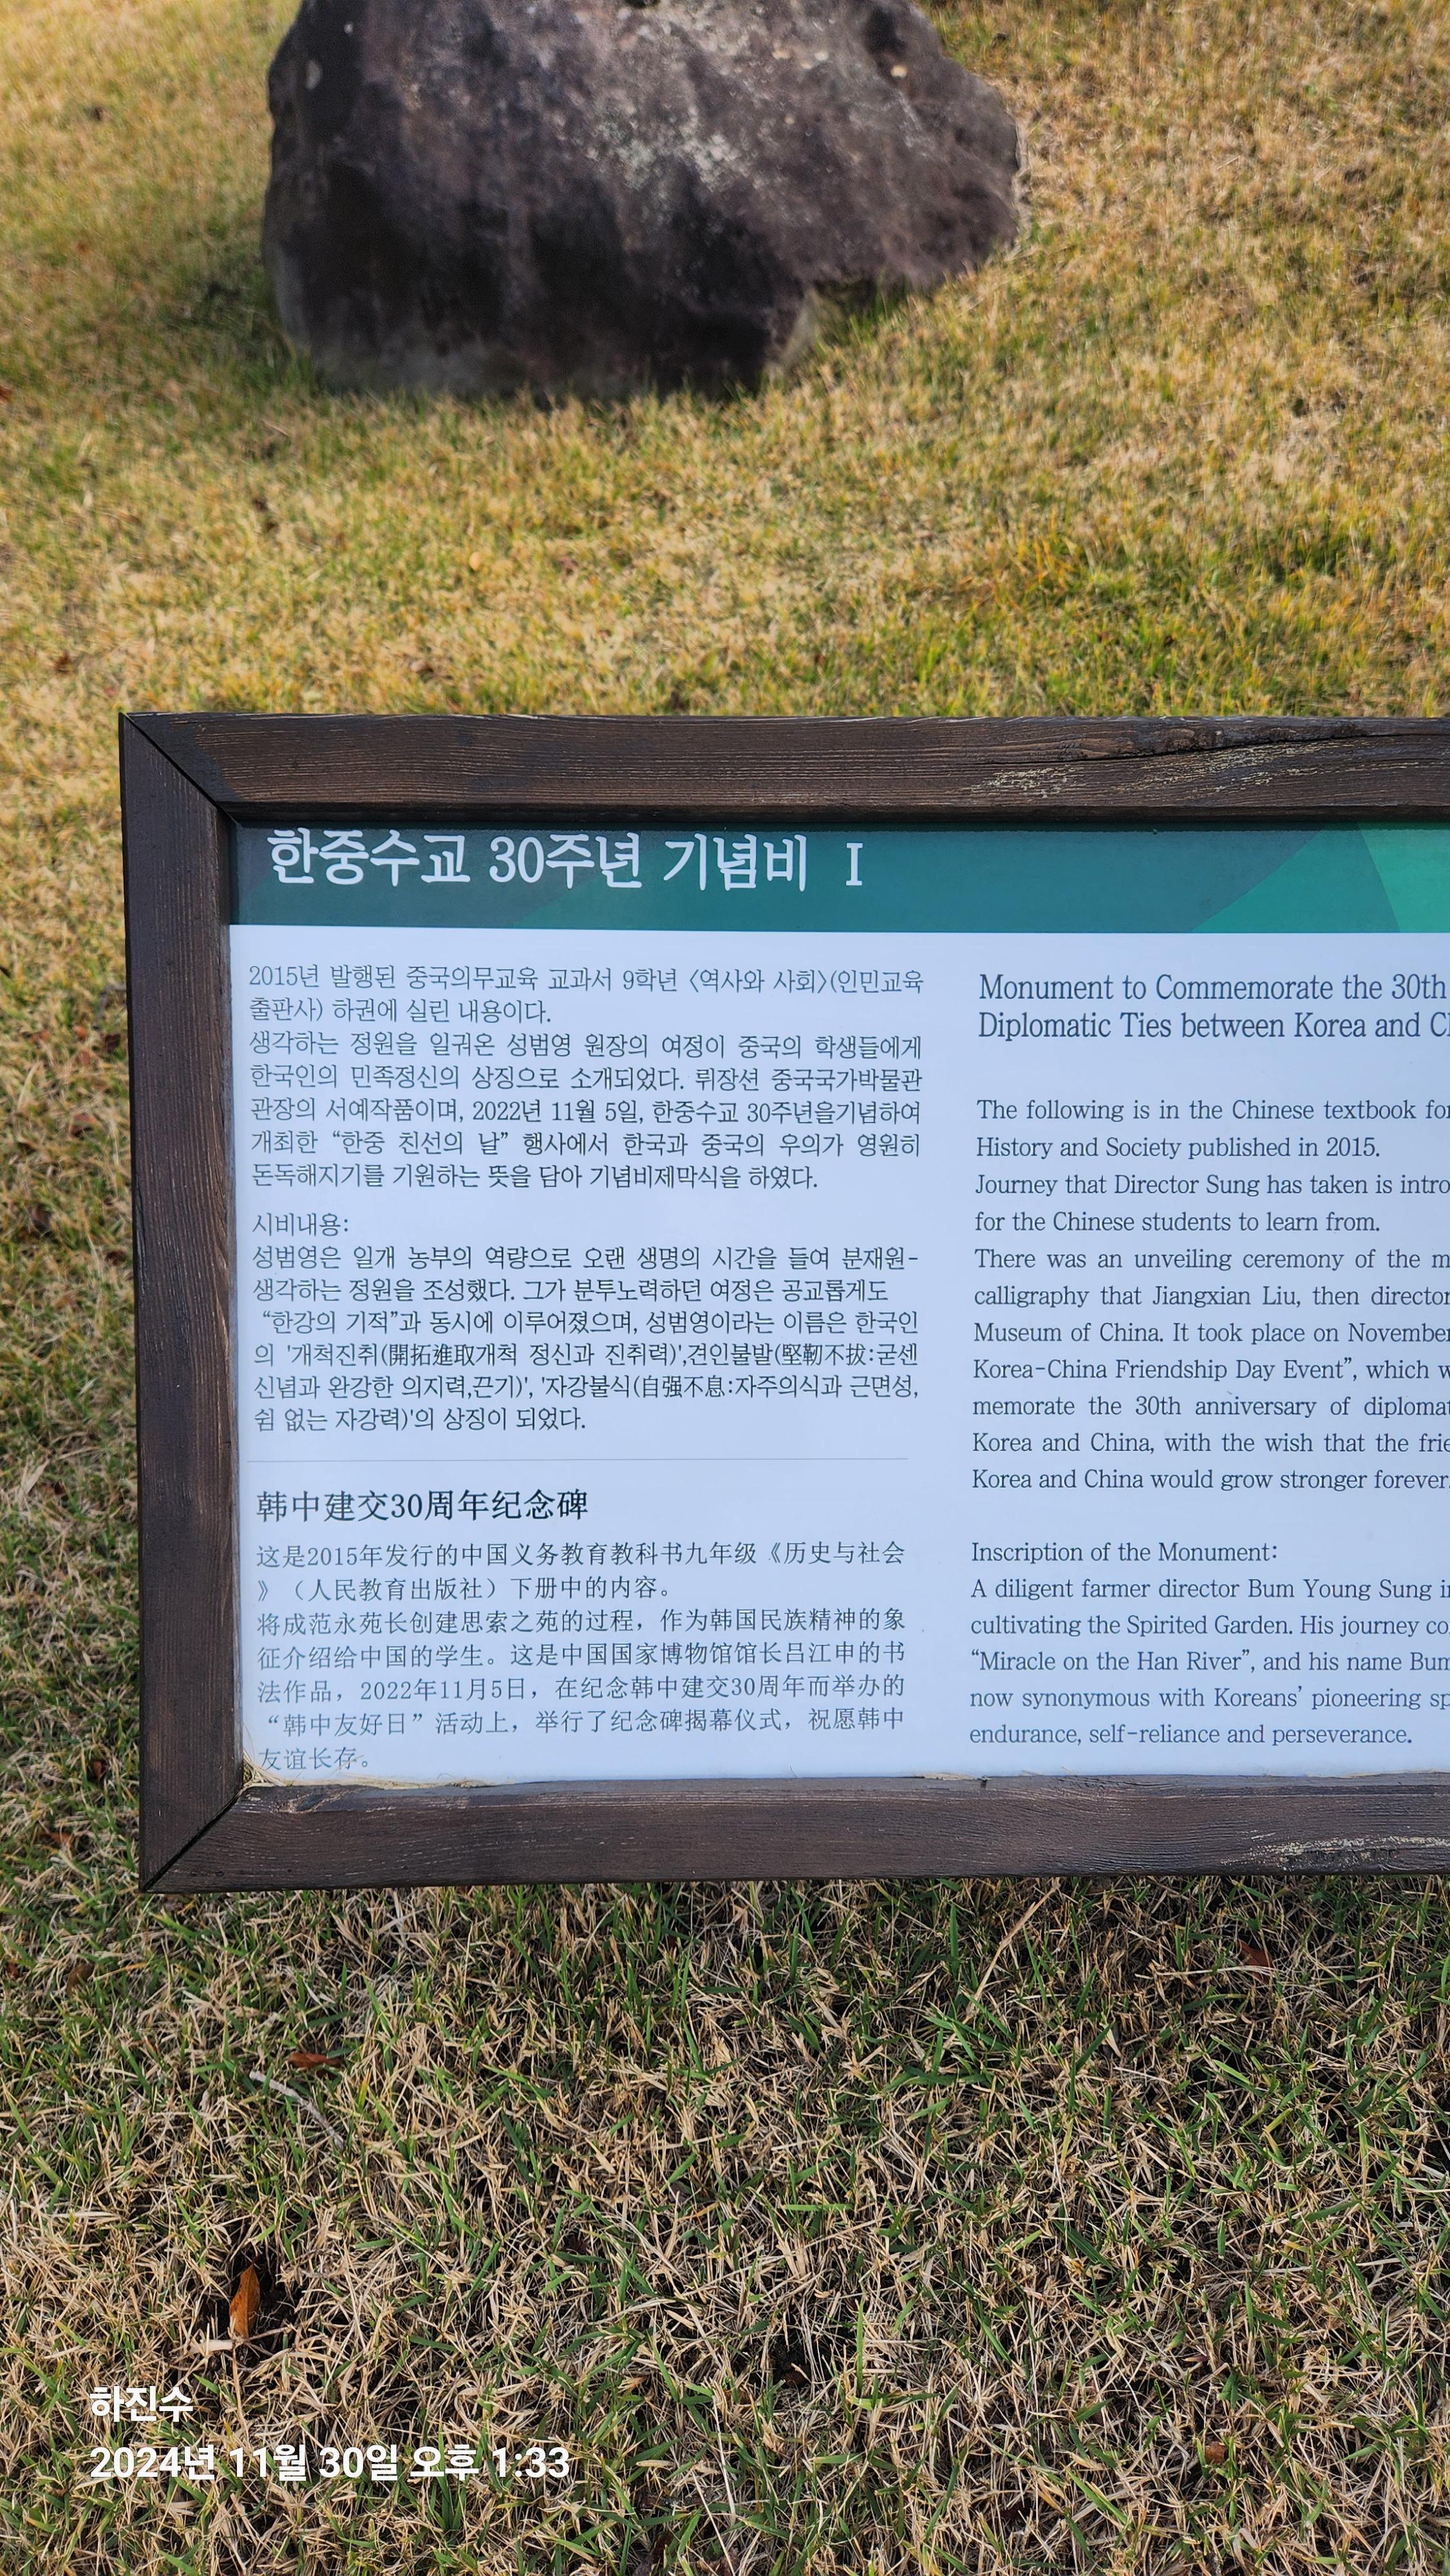 한중수교 30주년 기념비 I
2015년 발행된 중국의무교육 교과서 9학년 〈역사와 사회〉(인민교육
출판사) 하권에 실린 내용이다.
생각하는 정원을 일궈온 성범영 원장의 여정이 중국의 학생들에게
한국인의 민족정신의 상징으로 소개되었다. 뤼장션 중국국가박물관
관장의 서예작품이며, 2022년 11월 5일, 한중수교 30주년을기념하여
개최한 “한중 친선의 날” 행사에서 한국과 중국의 우의가 영원히
돈독해지기를 기원하는 뜻을 담아 기념비제막식을 하였다.
시비내용:
성범영은 일개 농부의 역량으로 오랜 생명의 시간을 들여 분재원-
생각하는 정원을 조성했다. 그가 분투노력하던 여정은 공교롭게도
“한강의 기적”과 동시에 이루어졌으며, 성범영이라는 이름은 한국인
의 '개척진취(開拓進取개척 정신과 진취력)',견인불발(堅靭不拔:굳센
신념과 완강한 의지력,끈기)', '자강불식(自强不息:자주의식과 근면성,
쉼 없는 자강력)'의 상징이 되었다.
韩中建交30周年纪念碑
这是2015年发行的中国义务教育教科书九年级《历史与社会
》（人民教育出版社）下册中的内容。
将成范永苑长创建思索之苑的过程，作为韩国民族精神的象
征介绍给中国的学生。这是中国国家博物馆馆长吕江申的书
法作品，2022年11月5日，在纪念韩中建交30周年而举办的
“韩中友好日”活动上，举行了纪念碑揭幕仪式，祝愿韩中
友谊长存。
Monument to Commemorate the 30th
Diplomatic Ties between Korea and
The following is in the Chinese textbook
History and Society published in 2015.
Journey that Director Sung has taken is
for the Chinese students to learn from.
There was an unveiling ceremony of the
calligraphy that Jiangxian Liu, then director
Museum of China. It took place on November
Korea-China Friendship Day Event”, which
memorate the 30th anniversary of
Korea and China, with the wish that the
Korea and China would grow stronger forever.
Inscription of the Monument:
A diligent farmer director Bum Young Sung
cultivating the Spirited Garden. His journey
“Miracle on the Han River”, and his name Bum
now synonymous with Koreans’ pioneering
endurance, self-reliance and perseverance.
하진수
2024년 11월 30일 오후 1:33